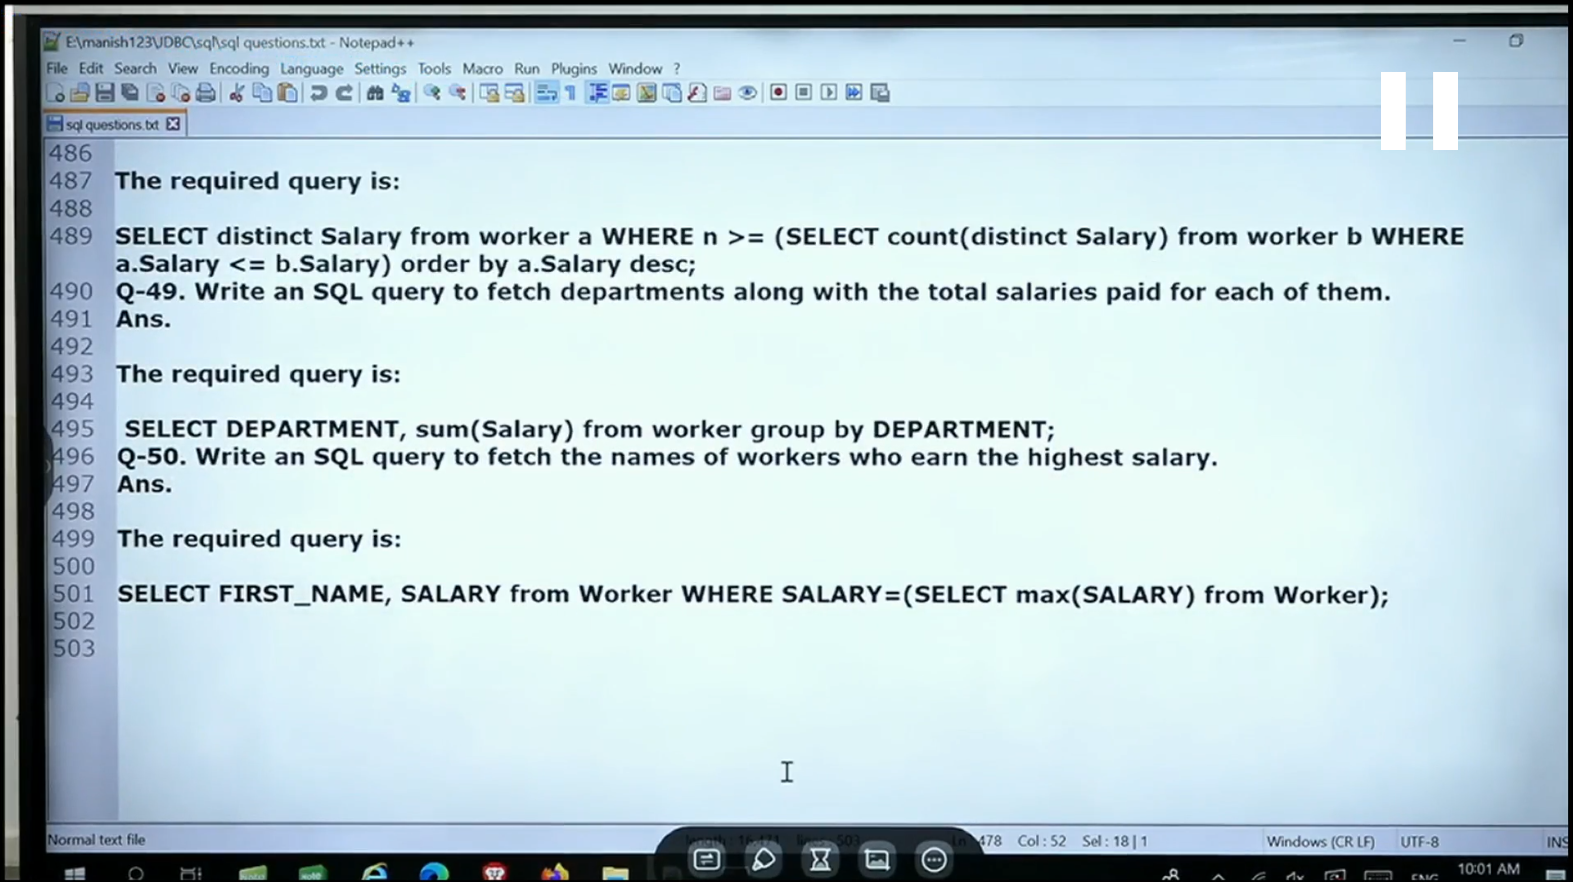 E:\manish123\JDBC\sql\sql questions.txt - Notepad++
File Edit Search View Encoding Language Settings Tools Macro Run Plugins Window ?
sql questions.txt
486
487 The required query is:
488
489 SELECT distinct Salary from worker a WHERE n >= (SELECT count(distinct Salary) from worker b WHERE
a.Salary <= b.Salary) order by a.Salary desc;
490 Q-49. Write an SQL query to fetch departments along with the total salaries paid for each of them.
491 Ans.
492
493 The required query is:
494
495 SELECT DEPARTMENT, sum(Salary) from worker group by DEPARTMENT;
496 Q-50. Write an SQL query to fetch the names of workers who earn the highest salary.
497 Ans.
498
499 The required query is:
500
501 SELECT FIRST_NAME, SALARY from Worker WHERE SALARY=(SELECT max(SALARY) from Worker);
502
503
Normal text file 478 Col : 52 Sel : 18 | 1 Windows (CR LF) UTF-8 INS
ENG 10:01 AM